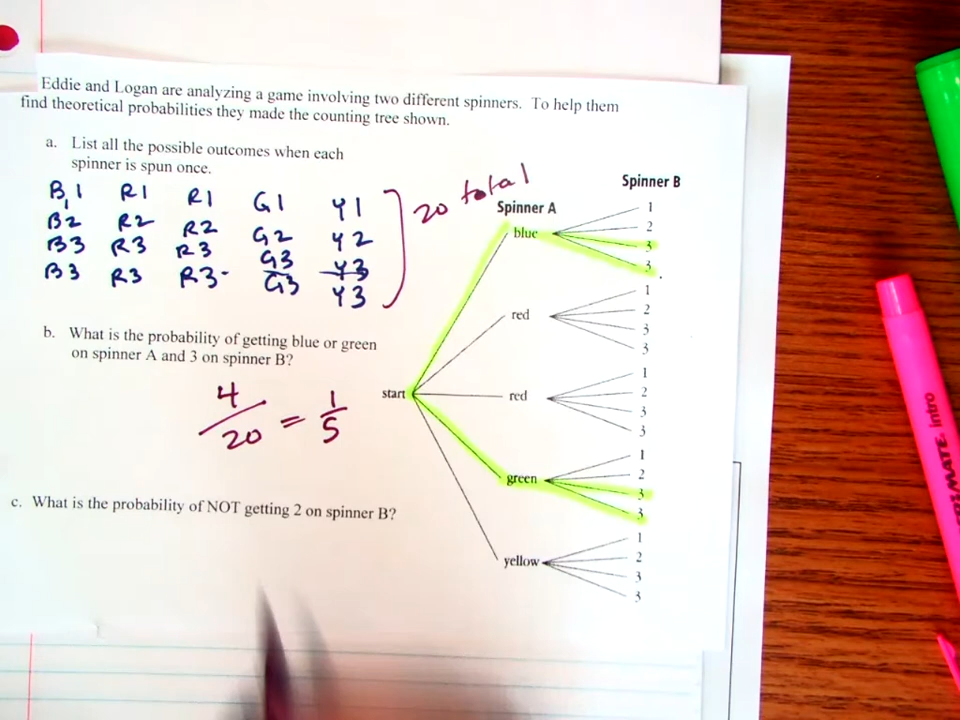 Eddie and Logan are analyzing a game involving two different spinners. To help them
find theoretical probabilities they made the counting tree shown.
a. List all the possible outcomes when each
spinner is spun once.
B,1 R1 R1 G1 Y1
B2 R2 R2 G2 Y2
B3 R3 R3 G3 Y3
B3 R3 R3 G3 Y3
20 total
b. What is the probability of getting blue or green
on spinner A and 3 on spinner B?
4/20 = 1/5
c. What is the probability of NOT getting 2 on spinner B?
Spinner A
Spinner B
start
blue
1
2
3
3
red
1
2
3
3
red
1
2
3
3
green
1
2
3
3
yellow
1
2
3
3
intro